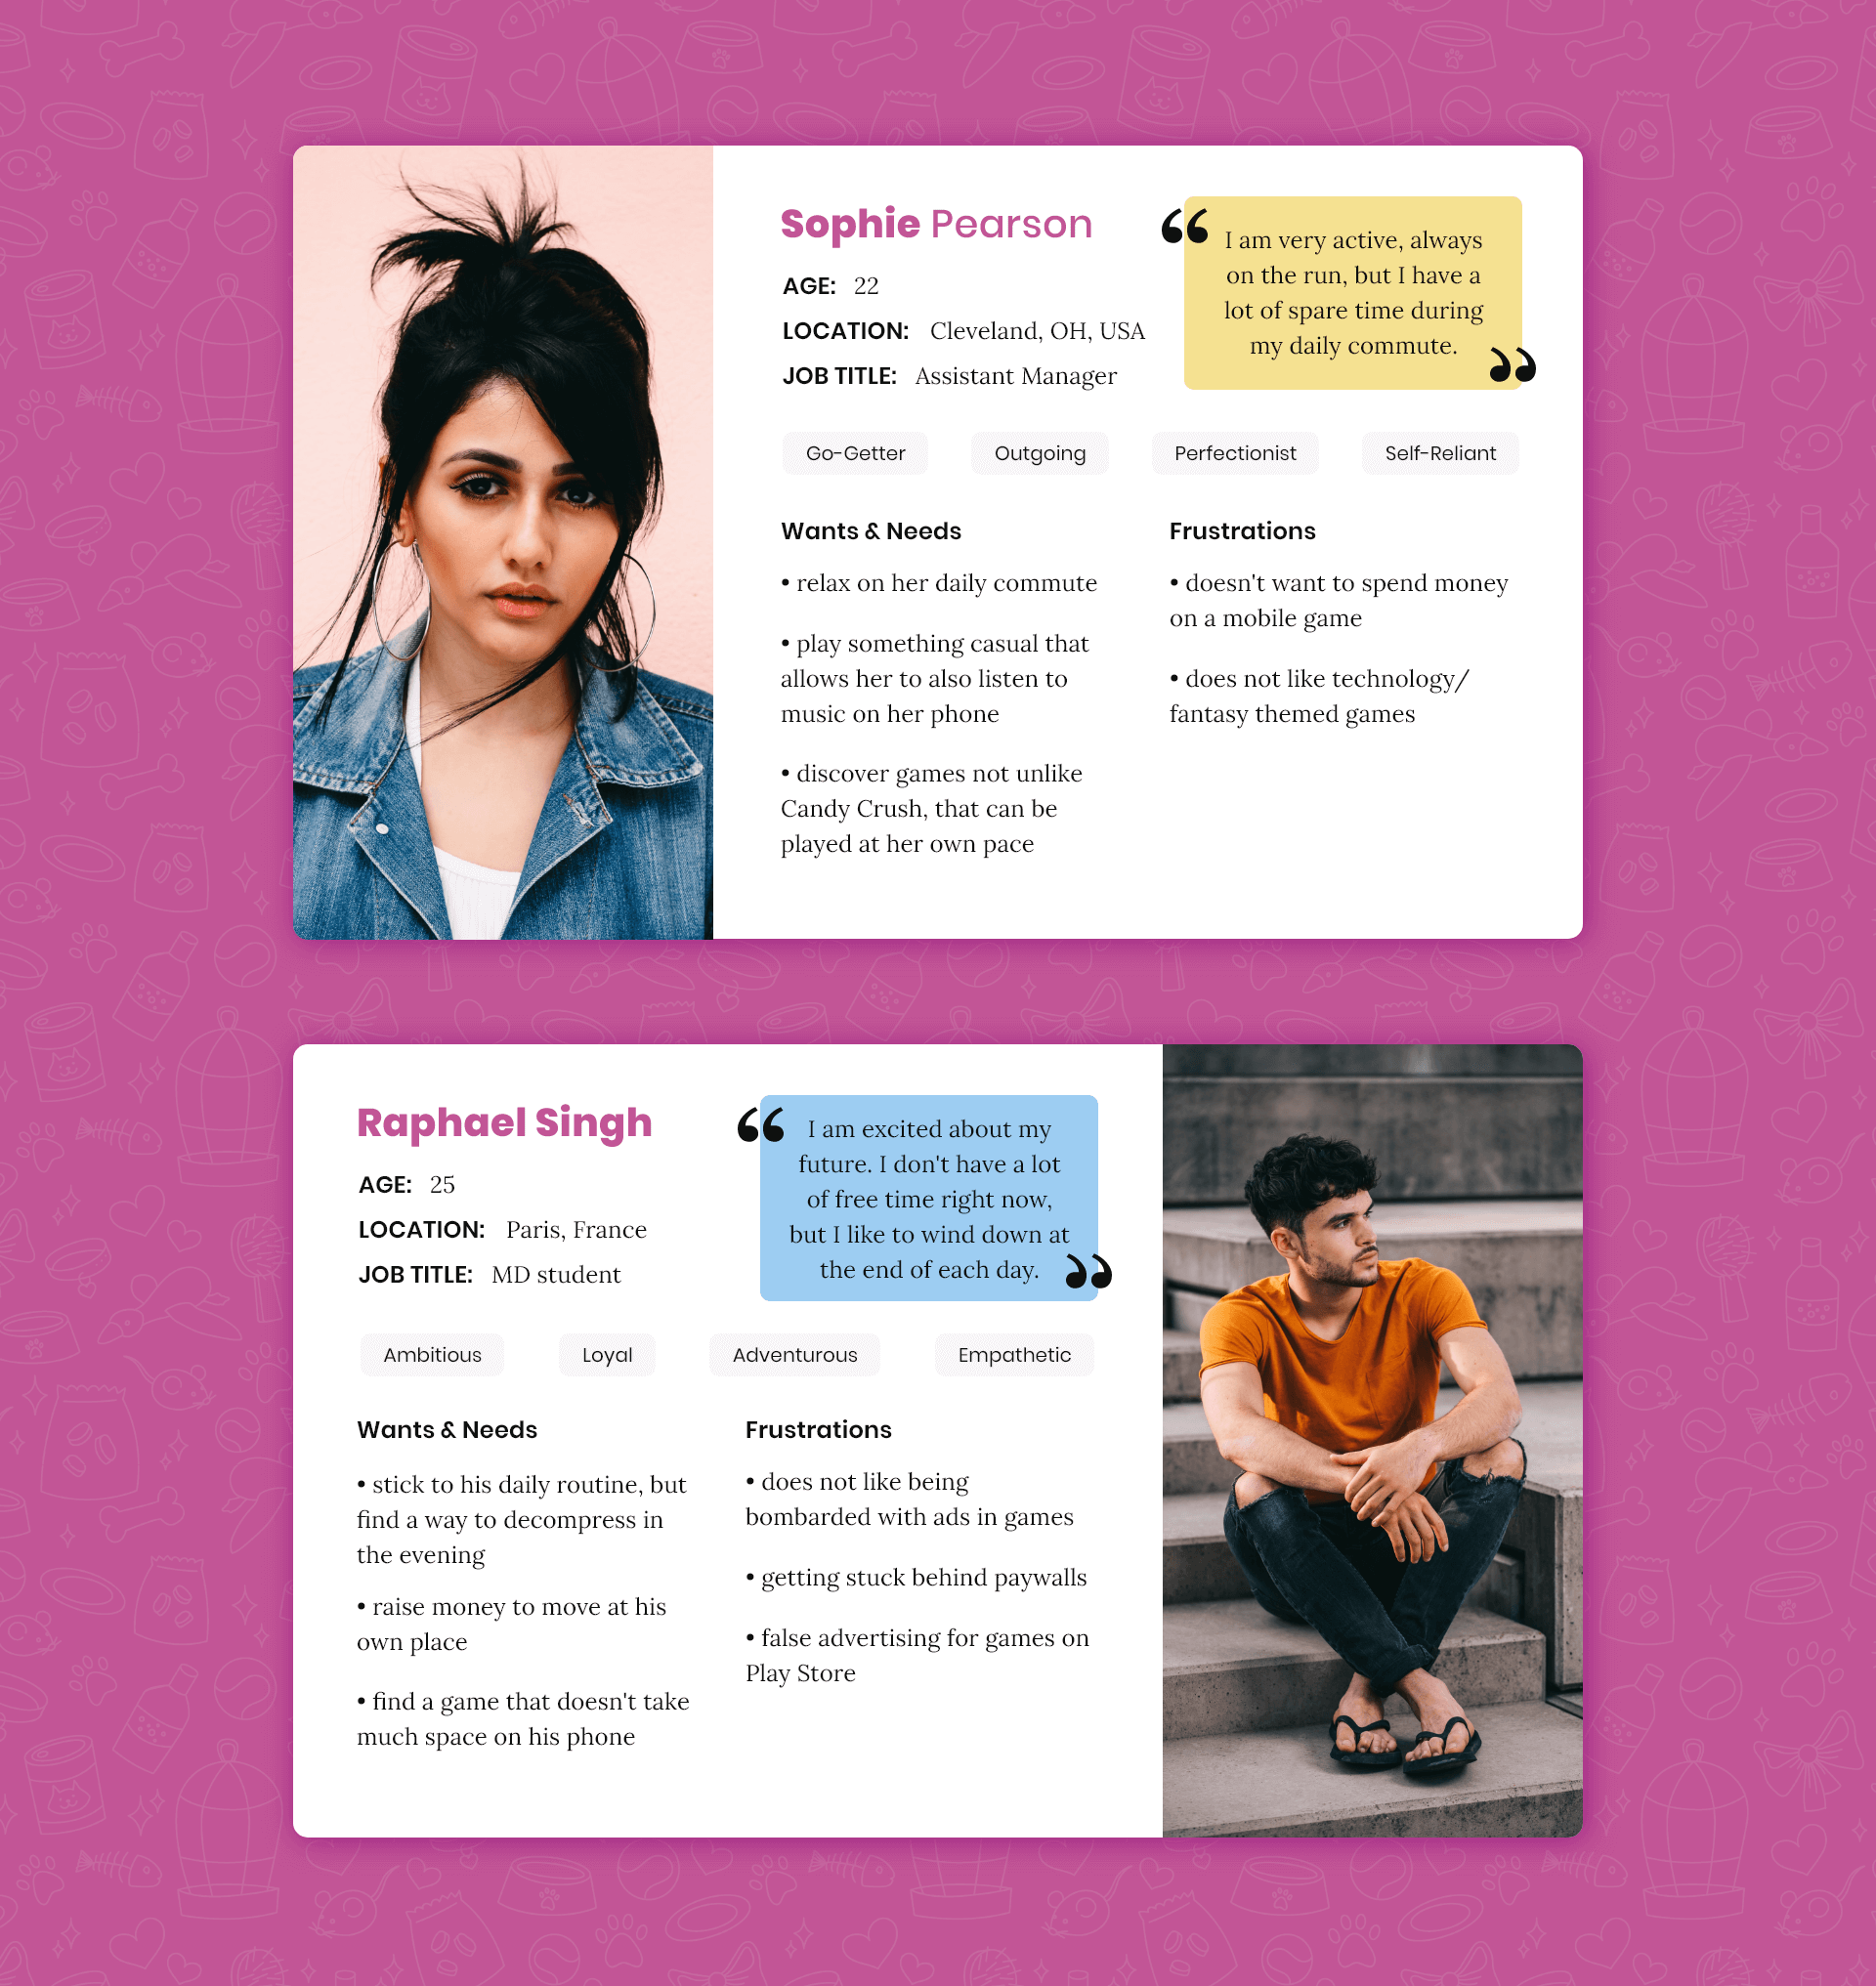 Sophie Pearson
AGE: 22
LOCATION: Cleveland, OH, USA
JOB TITLE: Assistant Manager
“
I am very active, always
on the run, but I have a
lot of spare time during
my daily commute.
”
Go-Getter
Outgoing
Perfectionist
Self-Reliant
Wants & Needs
• relax on her daily commute
• play something casual that
allows her to also listen to
music on her phone
• discover games not unlike
Candy Crush, that can be
played at her own pace
Frustrations
• doesn't want to spend money
on a mobile game
• does not like technology/
fantasy themed games
Raphael Singh
AGE: 25
LOCATION: Paris, France
JOB TITLE: MD student
“
I am excited about my
future. I don't have a lot
of free time right now,
but I like to wind down at
the end of each day.
”
Ambitious
Loyal
Adventurous
Empathetic
Wants & Needs
• stick to his daily routine, but
find a way to decompress in
the evening
• raise money to move at his
own place
• find a game that doesn't take
much space on his phone
Frustrations
• does not like being
bombarded with ads in games
• getting stuck behind paywalls
• false advertising for games on
Play Store